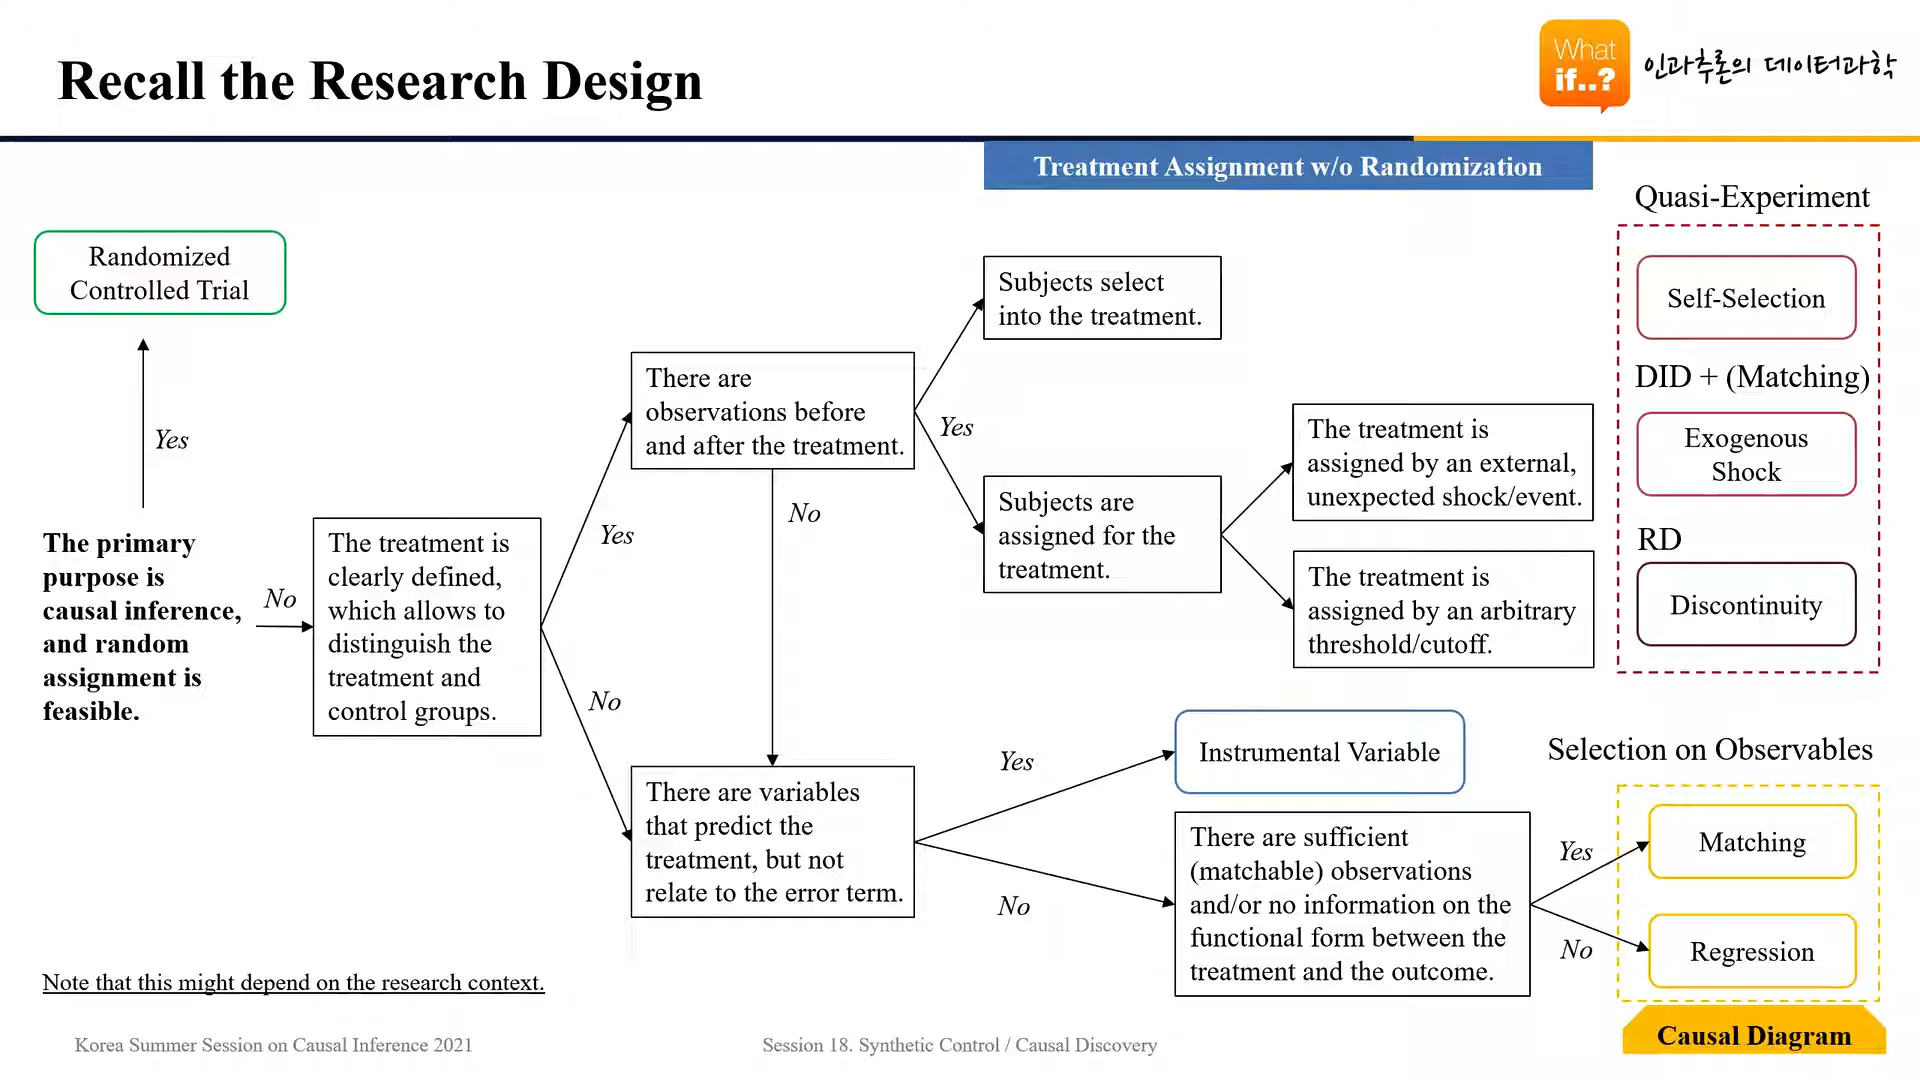 Recall the Research Design
What
if..?
인과추론의 데이터과학
Treatment Assignment w/o Randomization
Quasi-Experiment
Randomized
Controlled Trial
Yes
The primary
purpose is
causal inference,
and random
assignment is
feasible.
No
The treatment is
clearly defined,
which allows to
distinguish the
treatment and
control groups.
Yes
No
There are
observations before
and after the treatment.
No
Yes
Subjects select
into the treatment.
Subjects are
assigned for the
treatment.
The treatment is
assigned by an external,
unexpected shock/event.
The treatment is
assigned by an arbitrary
threshold/cutoff.
Self-Selection
DID + (Matching)
Exogenous
Shock
RD
Discontinuity
There are variables
that predict the
treatment, but not
relate to the error term.
Yes
No
Instrumental Variable
There are sufficient
(matchable) observations
and/or no information on the
functional form between the
treatment and the outcome.
Selection on Observables
Yes
No
Matching
Regression
Causal Diagram
Note that this might depend on the research context.
Korea Summer Session on Causal Inference 2021
Session 18. Synthetic Control / Causal Discovery